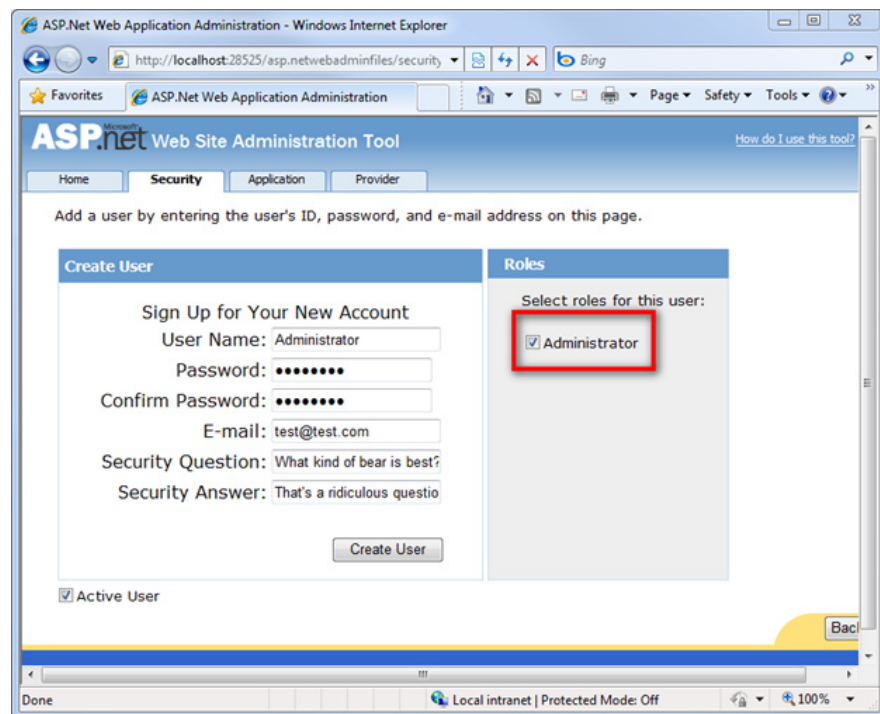 ASP.Net Web Application Administration - Windows Internet Explorer
http://localhost:28525/asp.netwebadminfiles/security
Bing
Favorites
ASP.Net Web Application Administration
Page
Safety
Tools
Microsoft
ASP.net Web Site Administration Tool
How do I use this tool?
Home
Security
Application
Provider
Add a user by entering the user's ID, password, and e-mail address on this page.
Create User
Sign Up for Your New Account
User Name: Administrator
Password: ••••••••
Confirm Password: ••••••••
E-mail: test@test.com
Security Question: What kind of bear is best?
Security Answer: That's a ridiculous questio
Create User
Roles
Select roles for this user:
Administrator
Active User
Bac
Done
Local intranet | Protected Mode: Off
100%